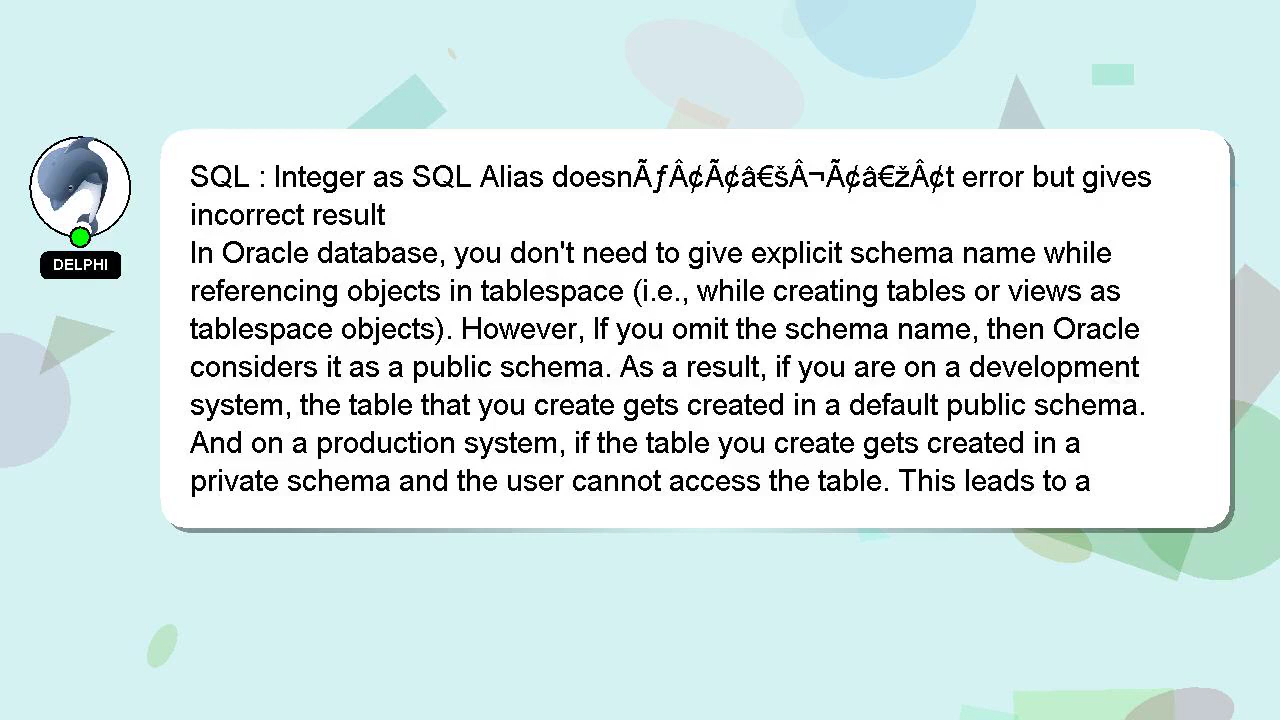 SQL : Integer as SQL Alias doesnÃƒÂ¢Ã¢â€šÂ¬Ã¢â€žÂ¢t error but gives
incorrect result
In Oracle database, you don't need to give explicit schema name while
referencing objects in tablespace (i.e., while creating tables or views as
tablespace objects). However, If you omit the schema name, then Oracle
considers it as a public schema. As a result, if you are on a development
system, the table that you create gets created in a default public schema.
And on a production system, if the table you create gets created in a
private schema and the user cannot access the table. This leads to a
DELPHI